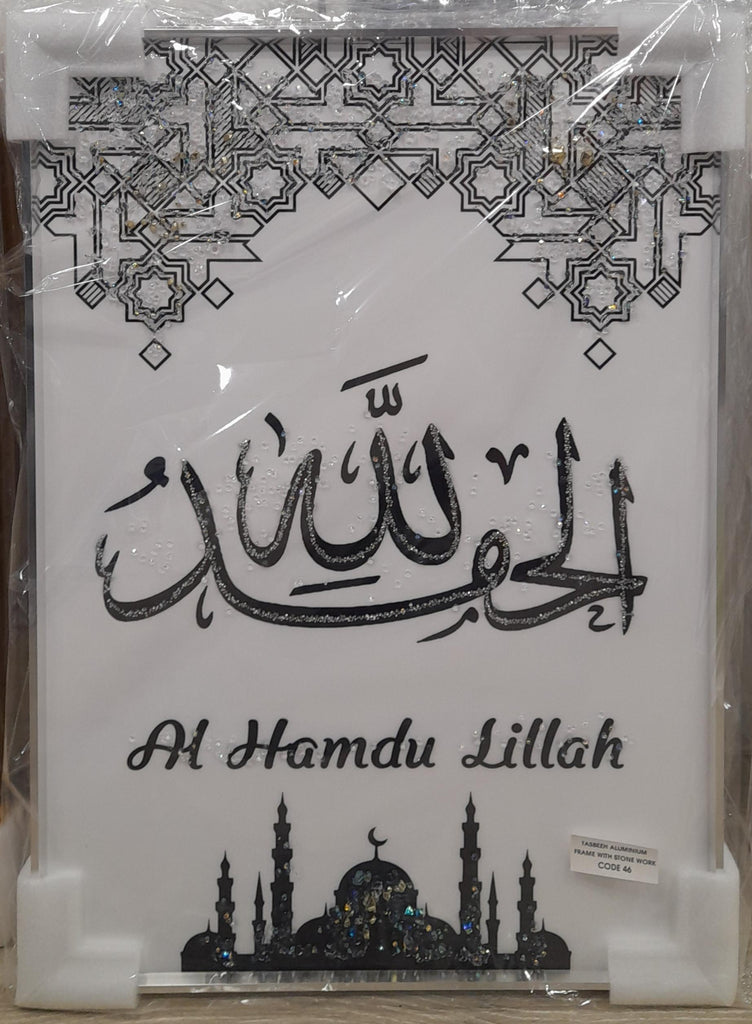 الحمد لله
Al Hamdu Lillah
TASBEEH ALUMINIUM
FRAME WITH STONE WORK
CODE 46